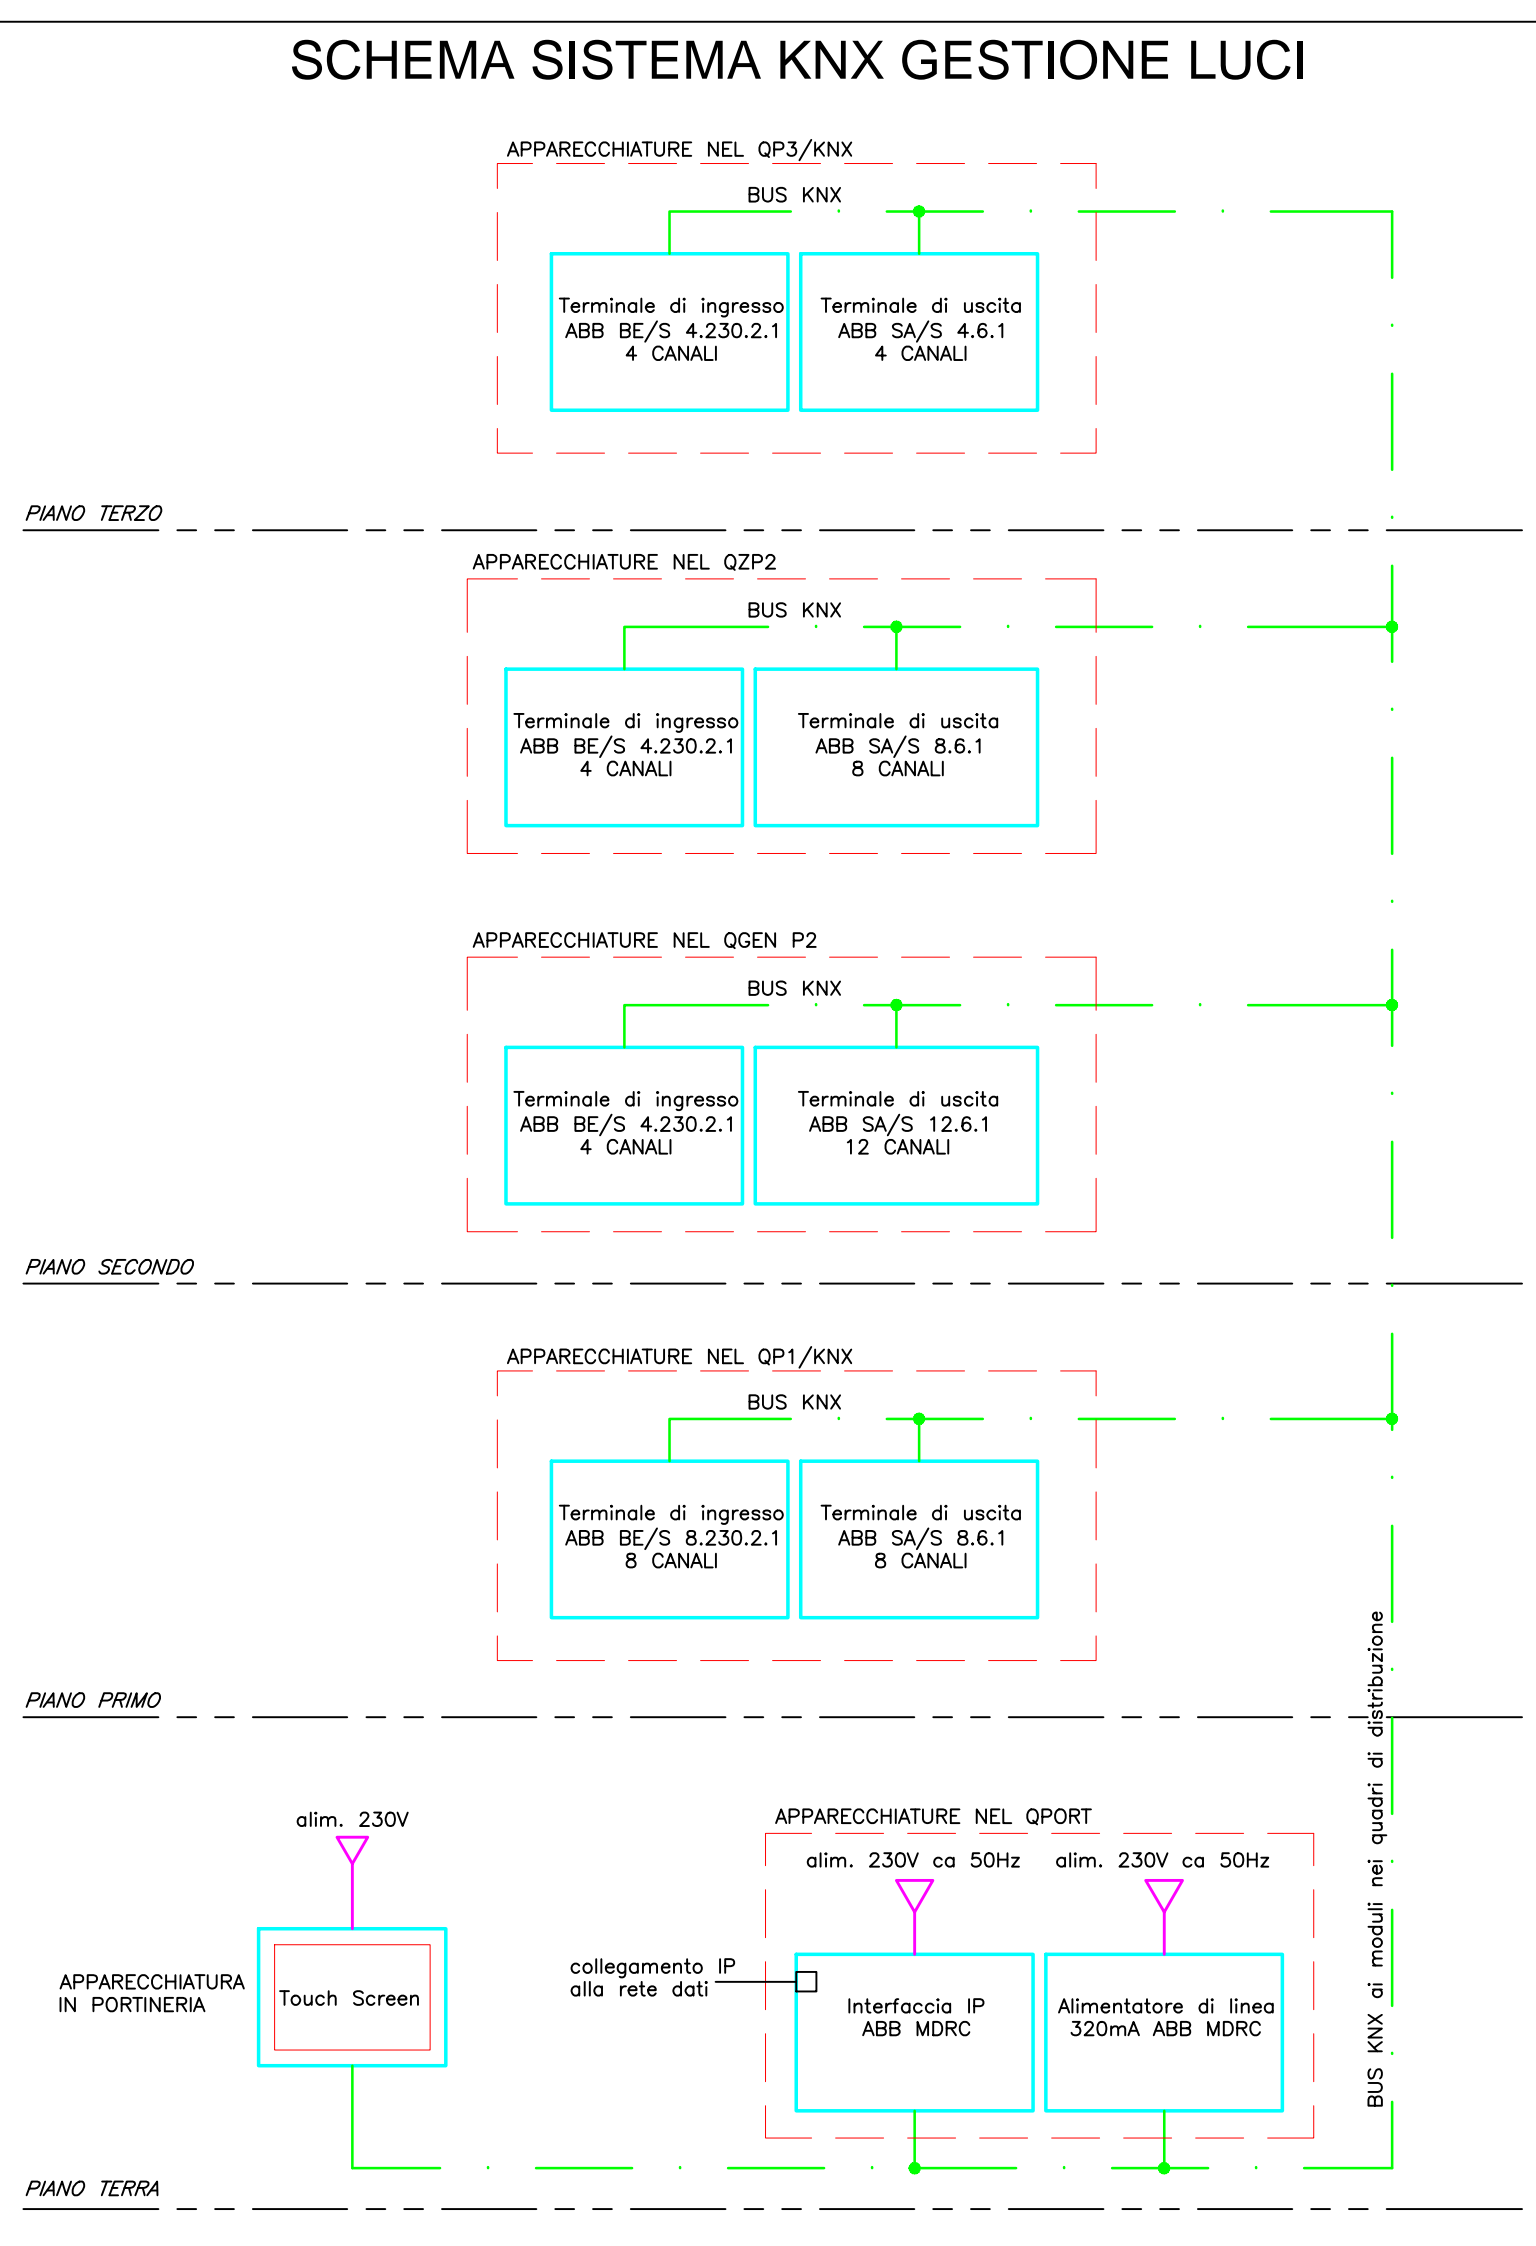 SCHEMA SISTEMA KNX GESTIONE LUCI
APPARECCHIATURE NEL QP3/KNX
BUS KNX
Terminale di ingresso
ABB BE/S 4.230.2.1
4 CANALI
Terminale di uscita
ABB SA/S 4.6.1
4 CANALI
PIANO TERZO
APPARECCHIATURE NEL QZP2
BUS KNX
Terminale di ingresso
ABB BE/S 4.230.2.1
4 CANALI
Terminale di uscita
ABB SA/S 8.6.1
8 CANALI
APPARECCHIATURE NEL QGEN P2
BUS KNX
Terminale di ingresso
ABB BE/S 4.230.2.1
4 CANALI
Terminale di uscita
ABB SA/S 12.6.1
12 CANALI
PIANO SECONDO
APPARECCHIATURE NEL QP1/KNX
BUS KNX
Terminale di ingresso
ABB BE/S 8.230.2.1
8 CANALI
Terminale di uscita
ABB SA/S 8.6.1
8 CANALI
PIANO PRIMO
BUS KNX ai moduli nei quadri di distribuzione
alim. 230V
APPARECCHIATURA
IN PORTINERIA
Touch Screen
APPARECCHIATURE NEL QPORT
alim. 230V ca 50Hz
alim. 230V ca 50Hz
collegamento IP
alla rete dati
Interfaccia IP
ABB MDRC
Alimentatore di linea
320mA ABB MDRC
PIANO TERRA